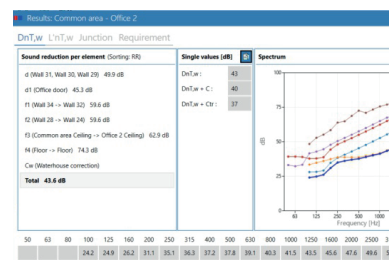 Results: Common area - Office 2
DnT,w L'nT,w Junction Requirement
Sound reduction per element (Sorting: RR)
d (Wall 31, Wall 30, Wall 29) 49.9 dB
d1 (Office door) 45.3 dB
f1 (Wall 34 -> Wall 32) 59.6 dB
f2 (Wall 28 -> Wall 24) 59.6 dB
f3 (Common area Ceiling -> Office 2 Ceiling) 62.9 dB
f4 (Floor -> Floor) 74.3 dB
Cw (Waterhouse correction)
Total 43.6 dB
Single values [dB]
DnT,w : 43
DnT,w + C : 40
DnT,w + Ctr : 37
Spectrum
100
75
50
25
0
dB
63 125 250 500 1000
Frequency [Hz]
50 63 80 100 125 160 200 250 315 400 500 630 800 1000 1250 1600 2000 2500
24.2 24.9 26.2 31.1 35.1 36.3 37.2 37.8 39.1 40.3 41.5 43.5 45.6 47.6 49.6